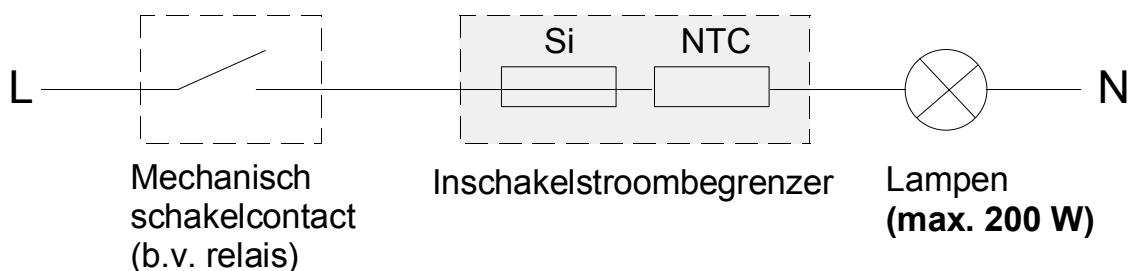 Si
NTC
L
N
Mechanisch
schakelcontact
(b.v. relais)
Inschakelstroombegrenzer
Lampen
(max. 200 W)